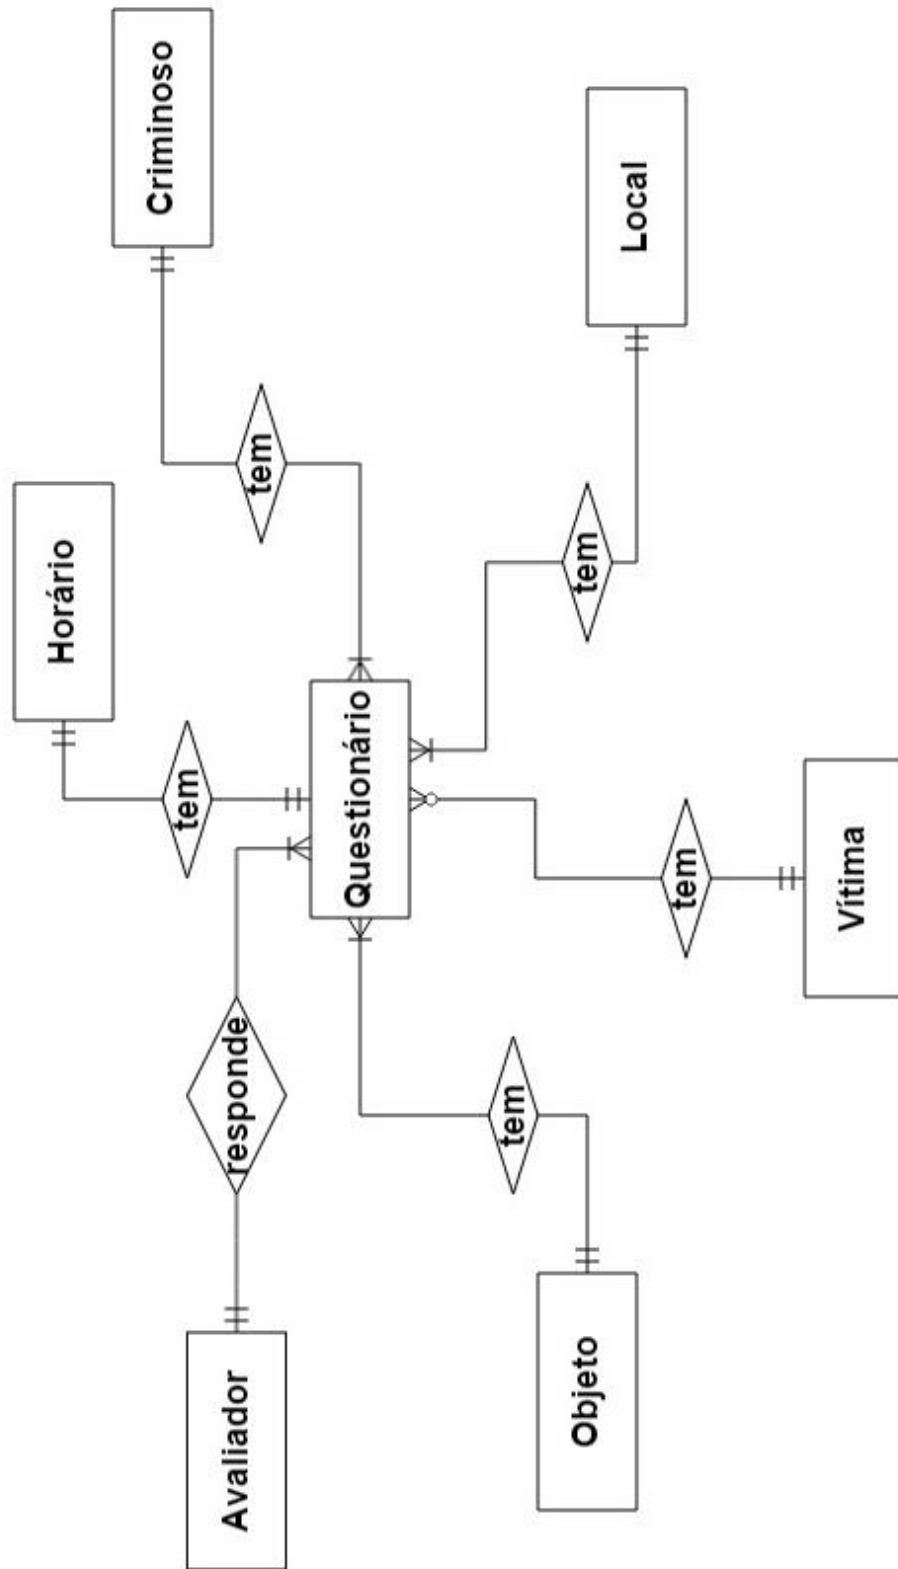 Avaliador
responde
Horário
tem
Criminoso
tem
Questionário
Objeto
tem
tem
Vítima
tem
Local